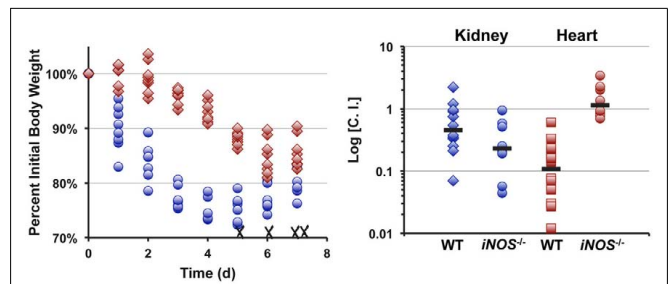 Percent Initial Body Weight
100%
90%
80%
70%
0 2 4 6 8
Time (d)
X X X X
Kidney Heart
Log [C. I.]
10
1
0.1
0.01
WT iNOS-/- WT iNOS-/-